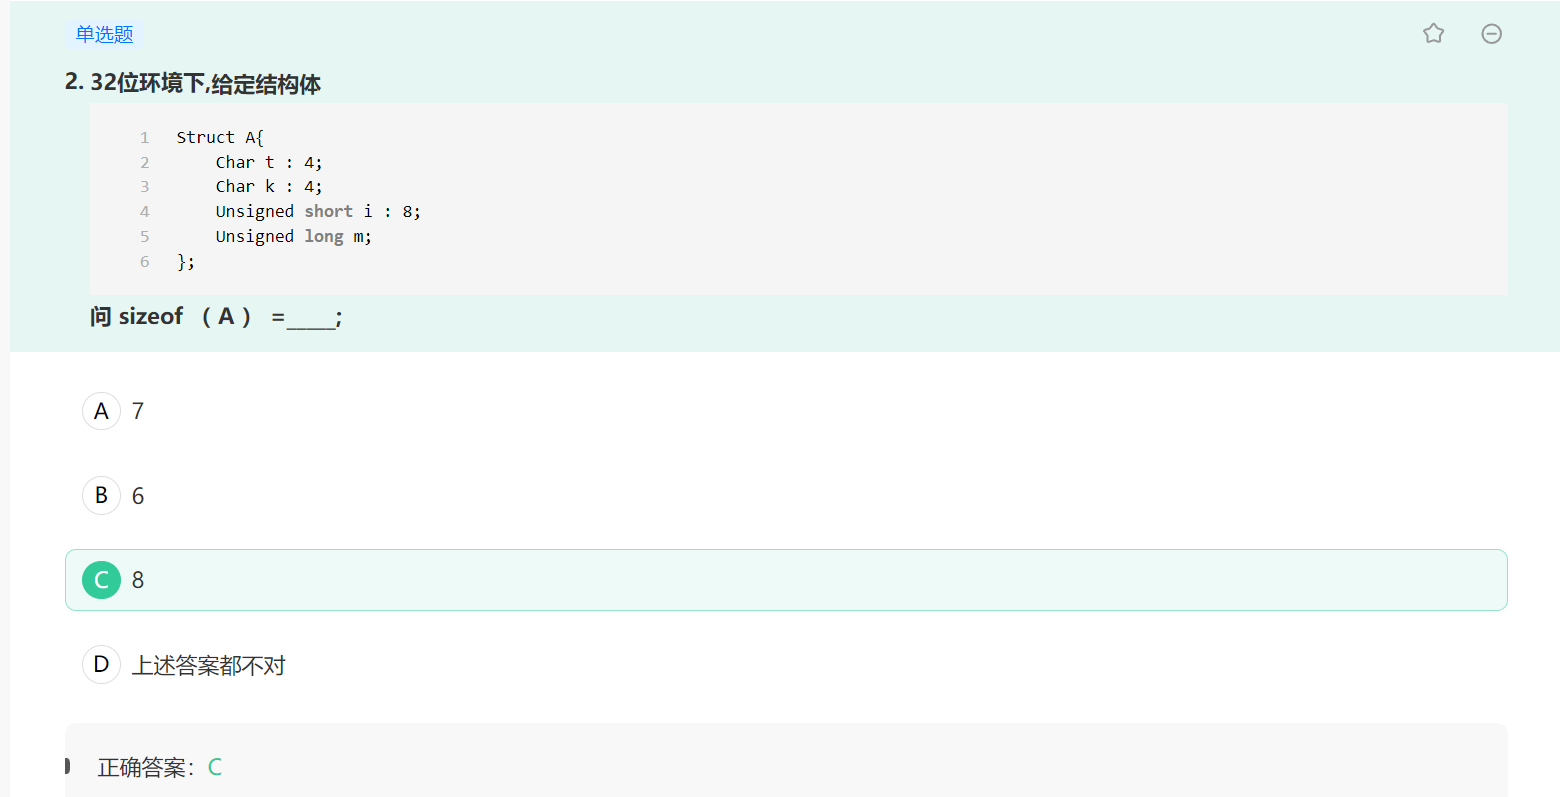 单选题
2. 32位环境下,给定结构体
1 Struct A{
2 Char t : 4;
3 Char k : 4;
4 Unsigned short i : 8;
5 Unsigned long m;
6 };
问 sizeof （ A ） =_____;
A 7
B 6
C 8
D 上述答案都不对
正确答案：C